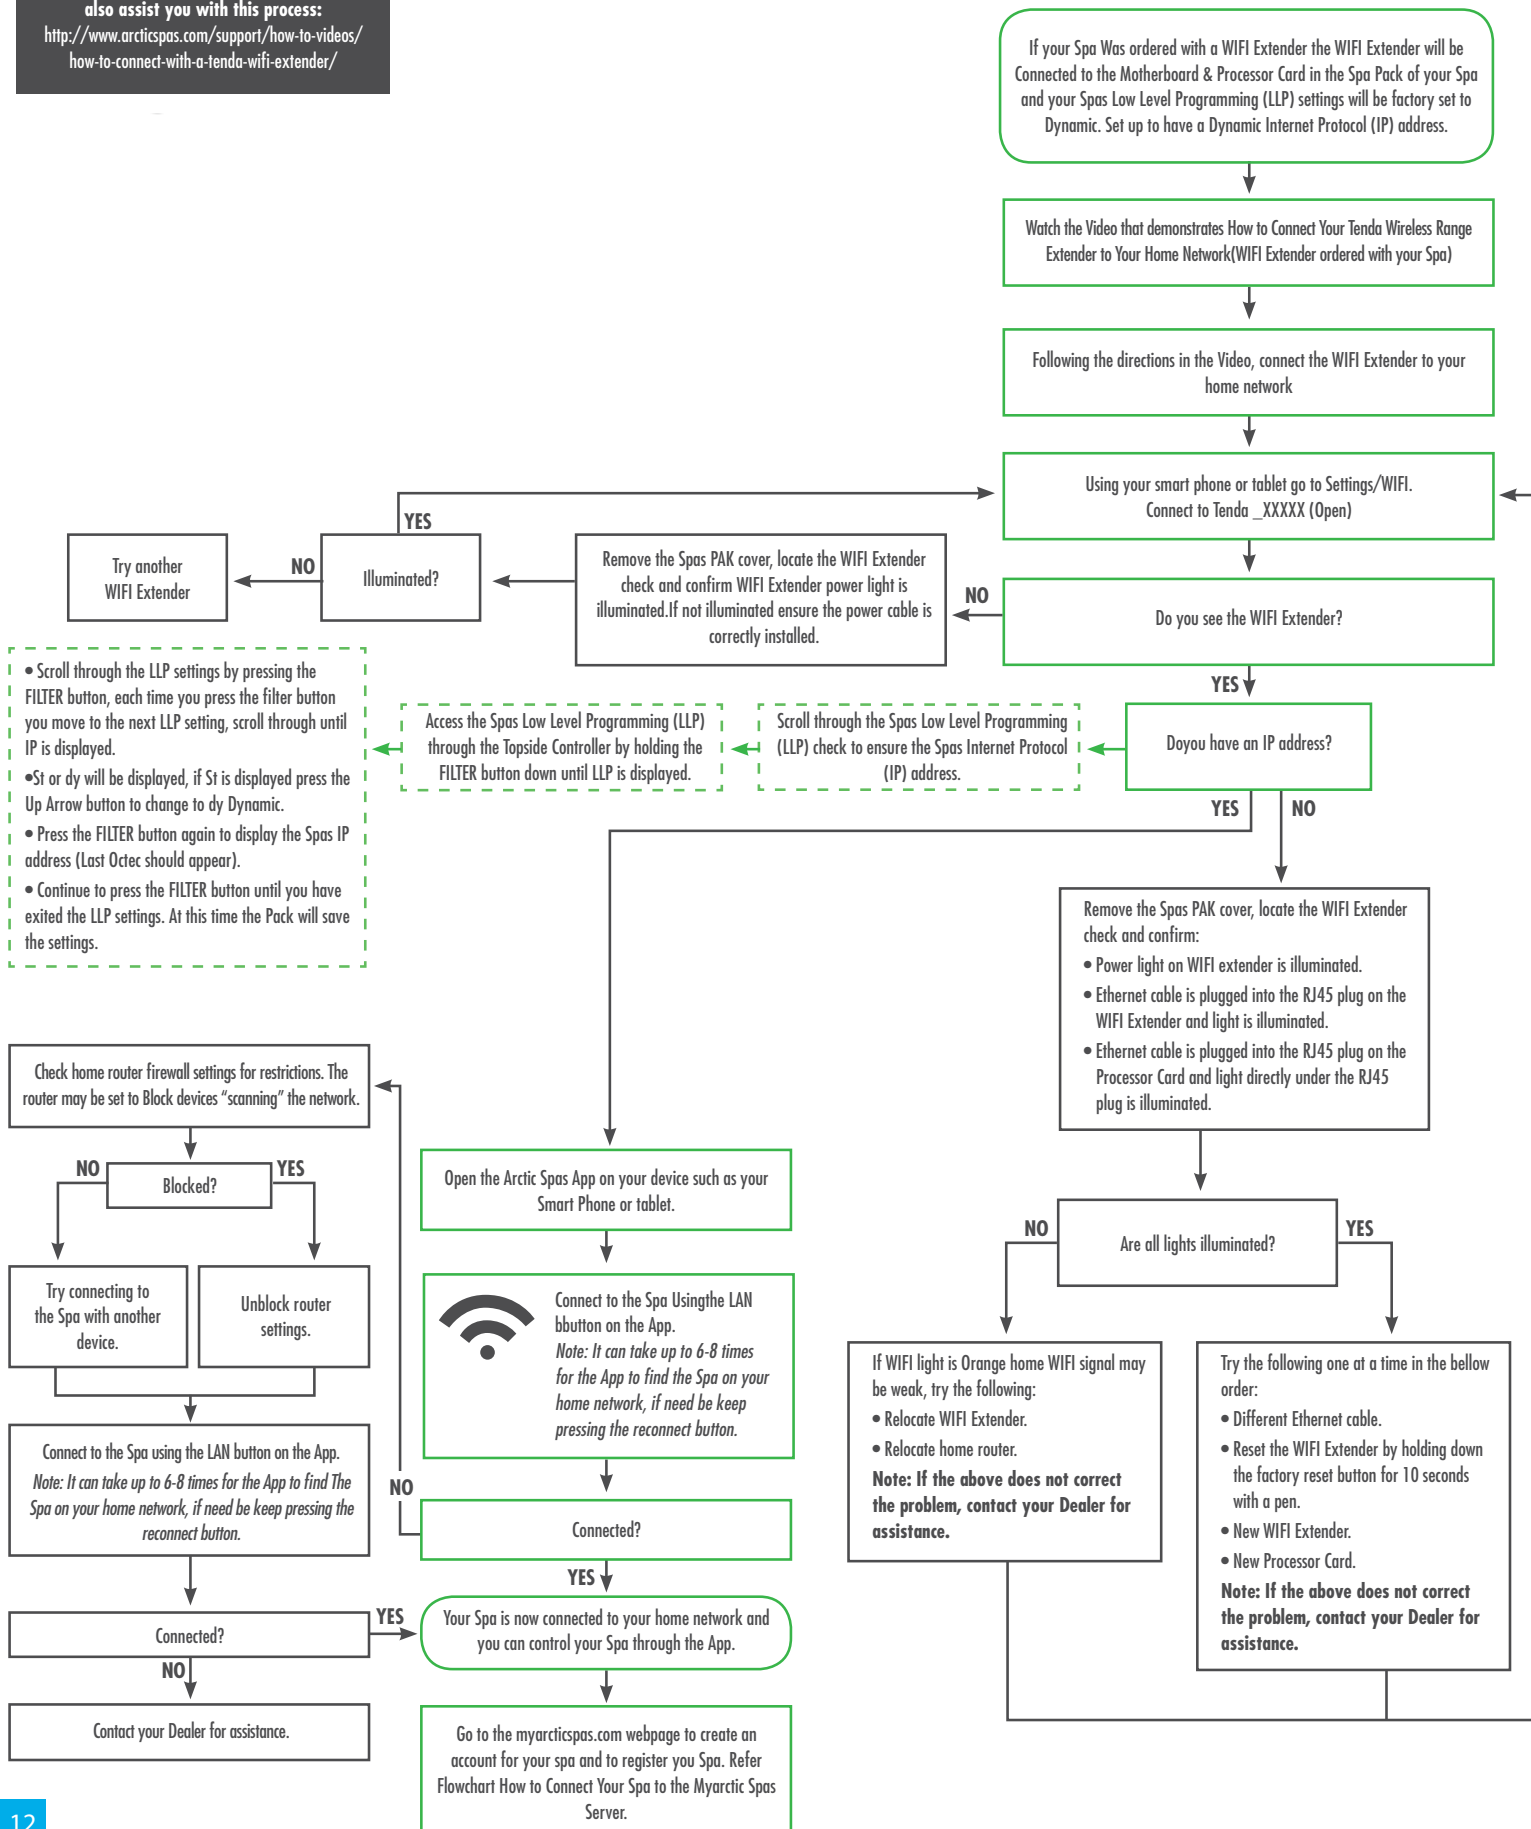 also assist you with this process:
http://www.arcticspas.com/support/how-to-videos/
how-to-connect-with-a-tenda-wifi-extender/
If your Spa Was ordered with a WIFI Extender the WIFI Extender will be
Connected to the Motherboard & Processor Card in the Spa Pack of your Spa
and your Spas Low Level Programming (LLP) settings will be factory set to
Dynamic. Set up to have a Dynamic Internet Protocol (IP) address.
Watch the Video that demonstrates How to Connect Your Tenda Wireless Range
Extender to Your Home Network(WIFI Extender ordered with your Spa)
Following the directions in the Video, connect the WIFI Extender to your
home network
Using your smart phone or tablet go to Settings/WIFI.
Connect to Tenda _XXXXX (Open)
YES
Try another
WIFI Extender
NO
Illuminated?
Remove the Spas PAK cover, locate the WIFI Extender
check and confirm WIFI Extender power light is
illuminated.If not illuminated ensure the power cable is
correctly installed.
NO
Do you see the WIFI Extender?
YES
• Scroll through the LLP settings by pressing the
FILTER button, each time you press the filter button
you move to the next LLP setting, scroll through until
IP is displayed.
•St or dy will be displayed, if St is displayed press the
Up Arrow button to change to dy Dynamic.
• Press the FILTER button again to display the Spas IP
address (Last Octec should appear).
• Continue to press the FILTER button until you have
exited the LLP settings. At this time the Pack will save
the settings.
Access the Spas Low Level Programming (LLP)
through the Topside Controller by holding the
FILTER button down until LLP is displayed.
Scroll through the Spas Low Level Programming
(LLP) check to ensure the Spas Internet Protocol
(IP) address.
Doyou have an IP address?
YES
NO
Remove the Spas PAK cover, locate the WIFI Extender
check and confirm:
• Power light on WIFI extender is illuminated.
• Ethernet cable is plugged into the RJ45 plug on the
WIFI Extender and light is illuminated.
• Ethernet cable is plugged into the RJ45 plug on the
Processor Card and light directly under the RJ45
plug is illuminated.
Check home router firewall settings for restrictions. The
router may be set to Block devices “scanning” the network.
NO
Blocked?
YES
Try connecting to
the Spa with another
device.
Unblock router
settings.
Connect to the Spa using the LAN button on the App.
Note: It can take up to 6-8 times for the App to find The
Spa on your home network, if need be keep pressing the
reconnect button.
Connected?
YES
NO
Contact your Dealer for assistance.
Open the Arctic Spas App on your device such as your
Smart Phone or tablet.
Connect to the Spa Usingthe LAN
bbutton on the App.
Note: It can take up to 6-8 times
for the App to find the Spa on your
home network, if need be keep
pressing the reconnect button.
NO
Connected?
YES
Your Spa is now connected to your home network and
you can control your Spa through the App.
Go to the myarcticspas.com webpage to create an
account for your spa and to register you Spa. Refer
Flowchart How to Connect Your Spa to the Myarctic Spas
Server.
NO
Are all lights illuminated?
YES
If WIFI light is Orange home WIFI signal may
be weak, try the following:
• Relocate WIFI Extender.
• Relocate home router.
Note: If the above does not correct
the problem, contact your Dealer for
assistance.
Try the following one at a time in the bellow
order:
• Different Ethernet cable.
• Reset the WIFI Extender by holding down
the factory reset button for 10 seconds
with a pen.
• New WIFI Extender.
• New Processor Card.
Note: If the above does not correct
the problem, contact your Dealer for
assistance.
12